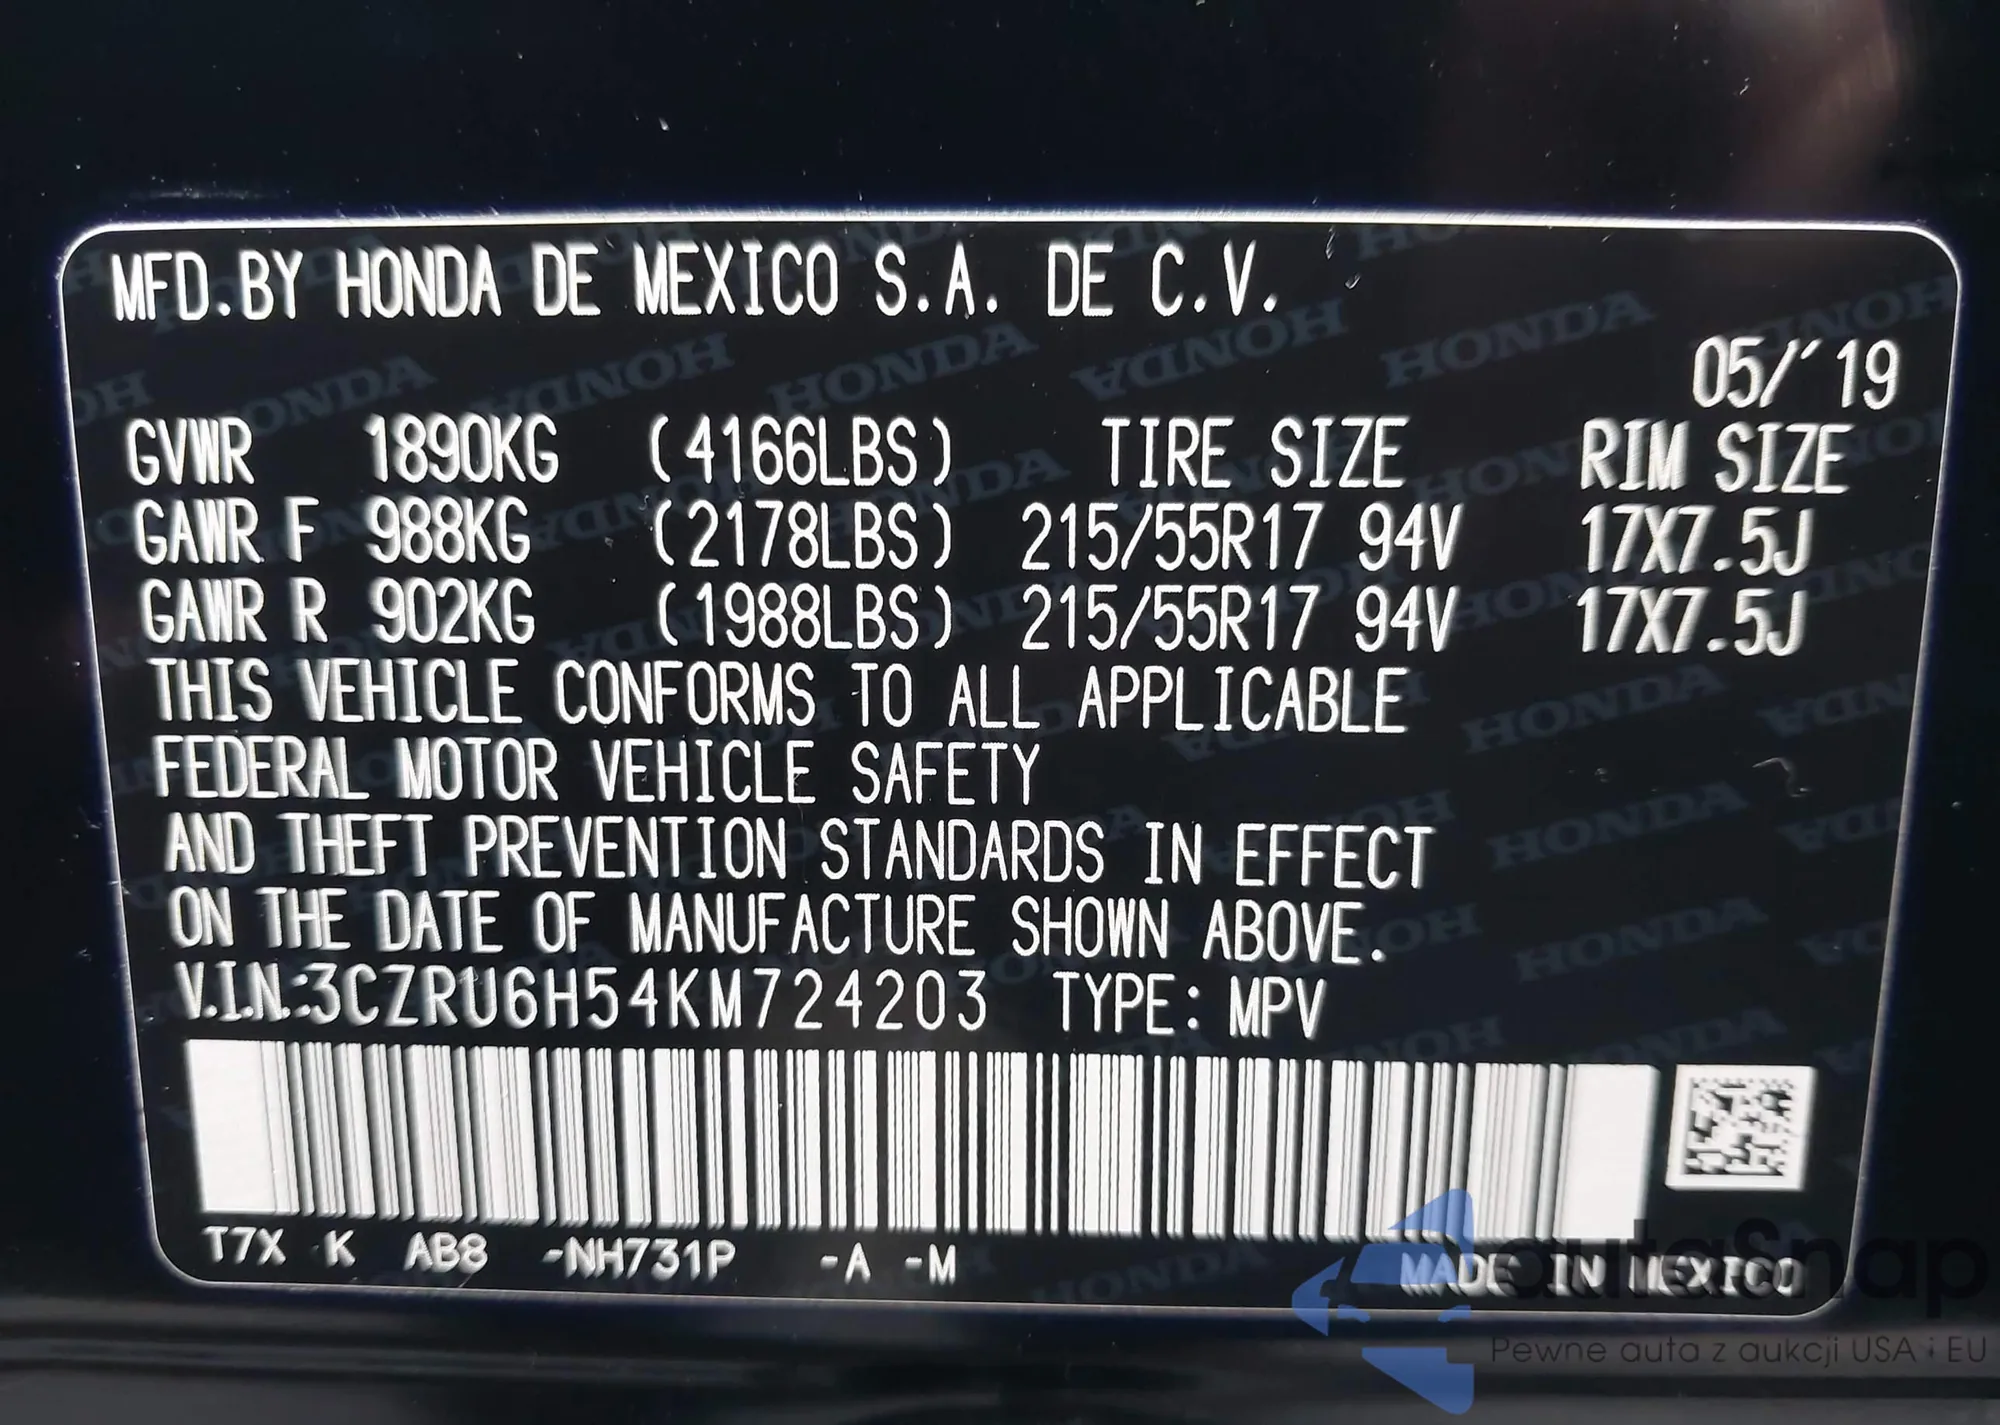 MFD.BY HONDA DE MEXICO S.A. DE C.V.
05/'19
GVWR 1890KG (4166LBS) TIRE SIZE RIM SIZE
GAWR F 988KG (2178LBS) 215/55R17 94V 17X7.5J
GAWR R 902KG (1988LBS) 215/55R17 94V 17X7.5J
THIS VEHICLE CONFORMS TO ALL APPLICABLE
FEDERAL MOTOR VEHICLE SAFETY
AND THEFT PREVENTION STANDARDS IN EFFECT
ON THE DATE OF MANUFACTURE SHOWN ABOVE.
V.I.N.:3CZRU6H54KM724203 TYPE: MPV
T7X K AB8 -NH731P -A -M MADE IN MEXICO
autaSnap
Pewne auta z aukcji USA i EU